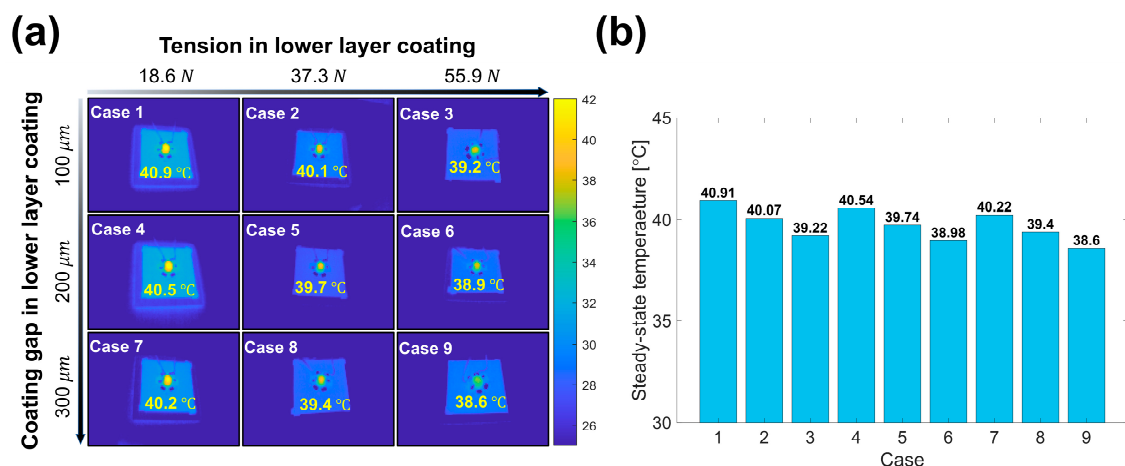 (a)
Tension in lower layer coating
18.6 N
37.3 N
55.9 N
Coating gap in lower layer coating
100 μm
200 μm
300 μm
Case 1
40.9 ℃
Case 2
40.1 ℃
Case 3
39.2 ℃
Case 4
40.5 ℃
Case 5
39.7 ℃
Case 6
38.9 ℃
Case 7
40.2 ℃
Case 8
39.4 ℃
Case 9
38.6 ℃
42
40
38
36
34
32
30
28
26
(b)
Steady-state temperaeture [°C]
45
40
35
30
40.91
40.07
39.22
40.54
39.74
38.98
40.22
39.4
38.6
1 2 3 4 5 6 7 8 9
Case